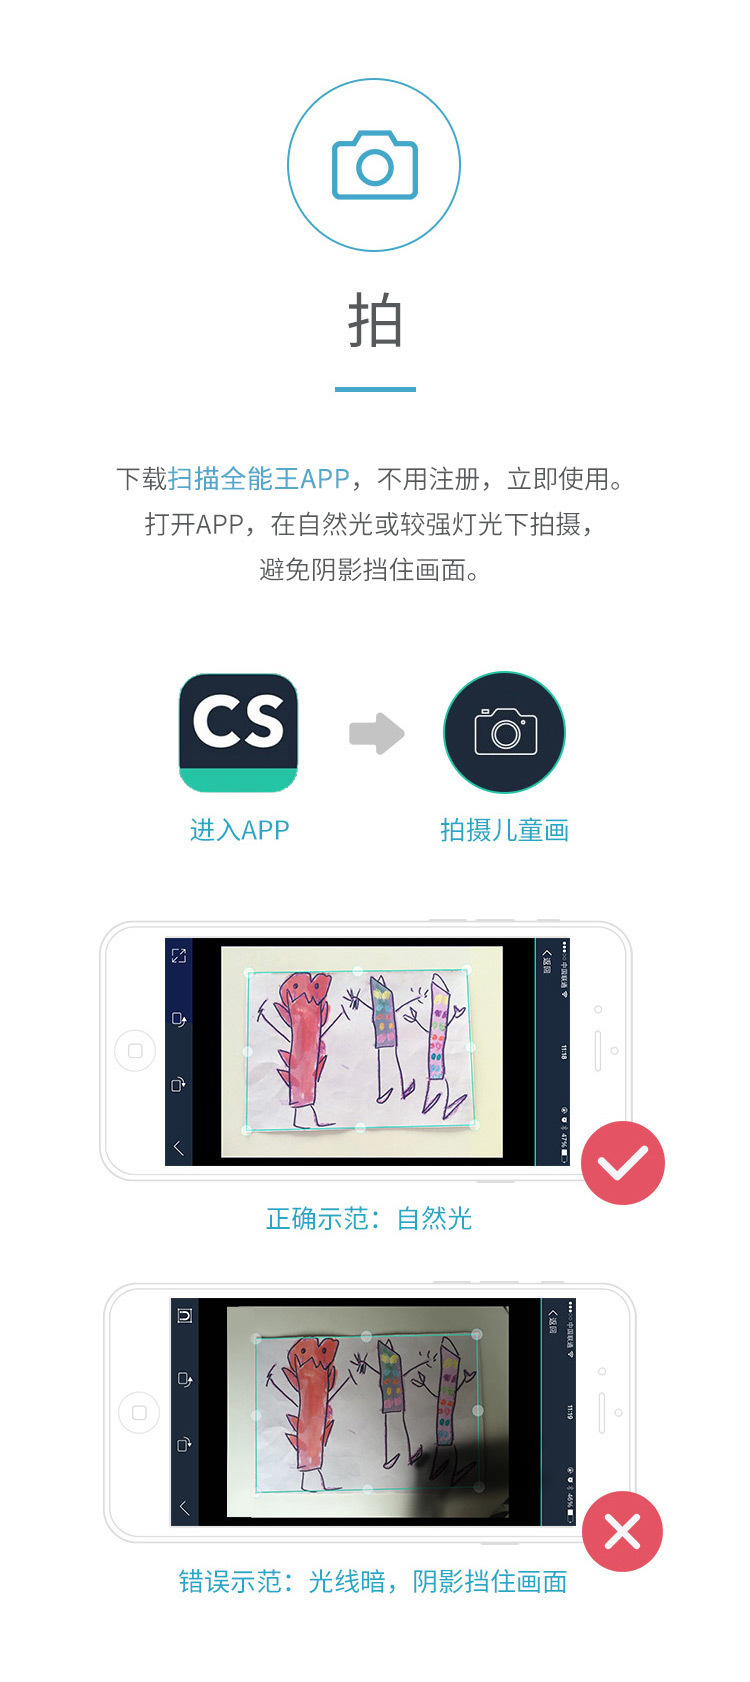 拍
下载扫描全能王APP，不用注册，立即使用。
打开APP，在自然光或较强灯光下拍摄，
避免阴影挡住画面。
CS
进入APP
拍摄儿童画
返回
中国联通
11:18
47%
正确示范：自然光
返回
中国联通
11:19
46%
错误示范：光线暗，阴影挡住画面